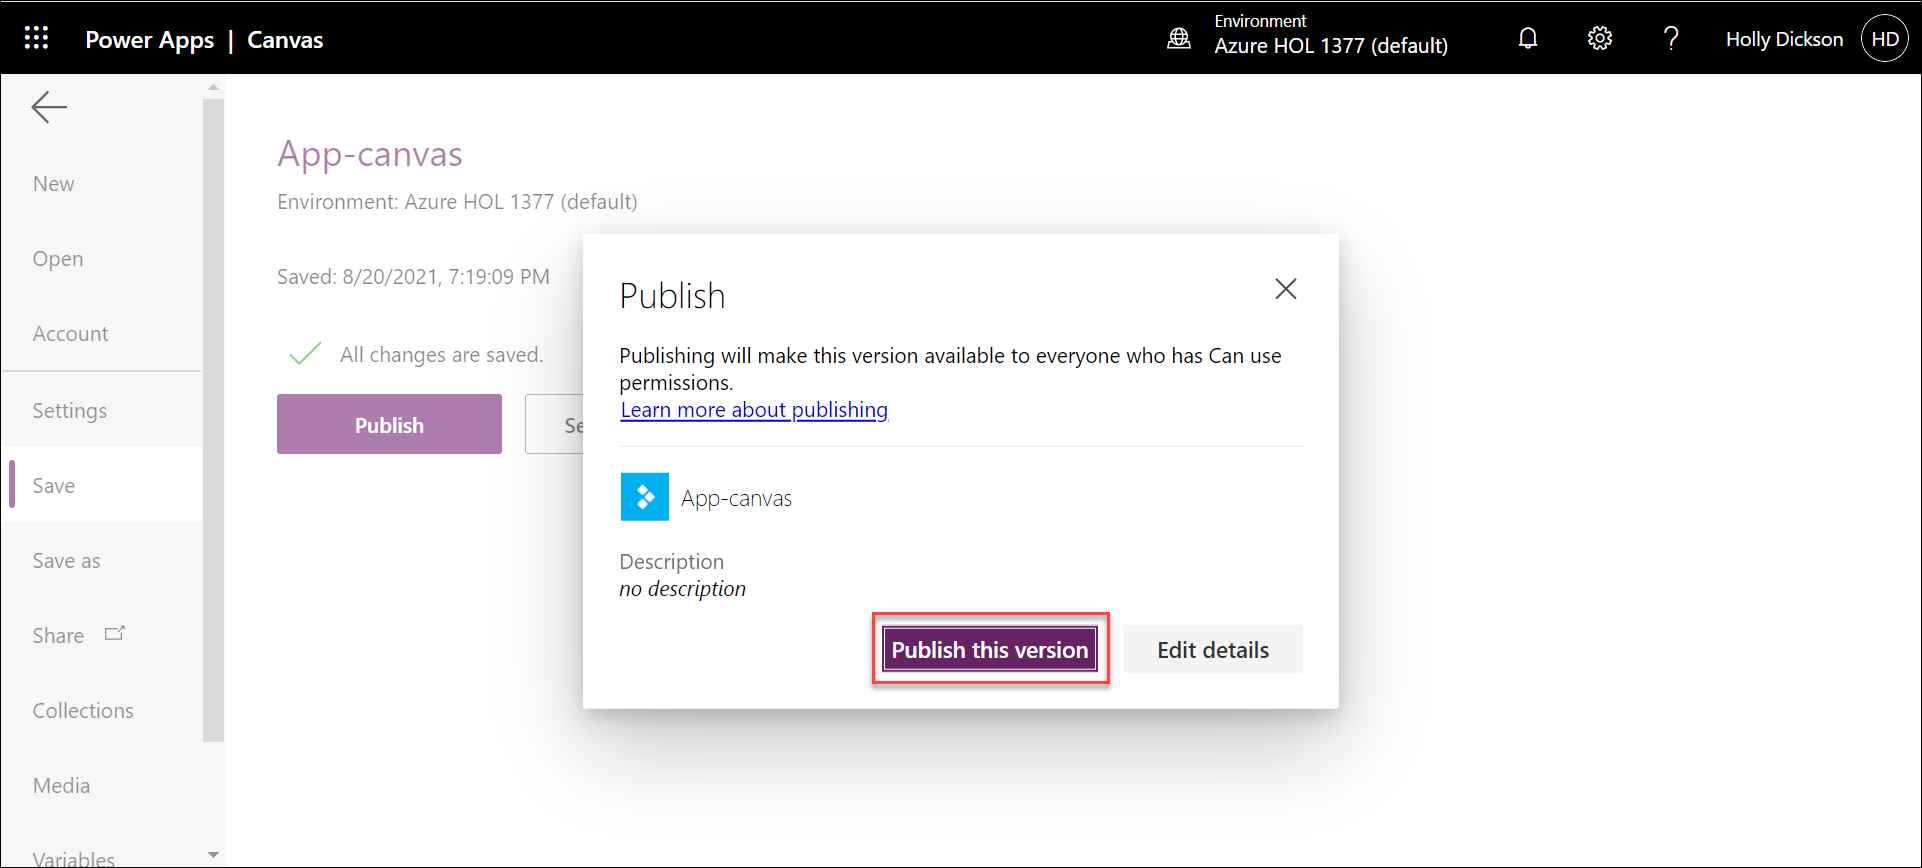 Power Apps | Canvas
Environment
Azure HOL 1377 (default)
Holly Dickson
HD
New
Open
Account
Settings
Save
Save as
Share
Collections
Media
Variables
App-canvas
Environment: Azure HOL 1377 (default)
Saved: 8/20/2021, 7:19:09 PM
All changes are saved.
Publish
Se
Publish
Publishing will make this version available to everyone who has Can use
permissions.
Learn more about publishing
App-canvas
Description
no description
Publish this version
Edit details